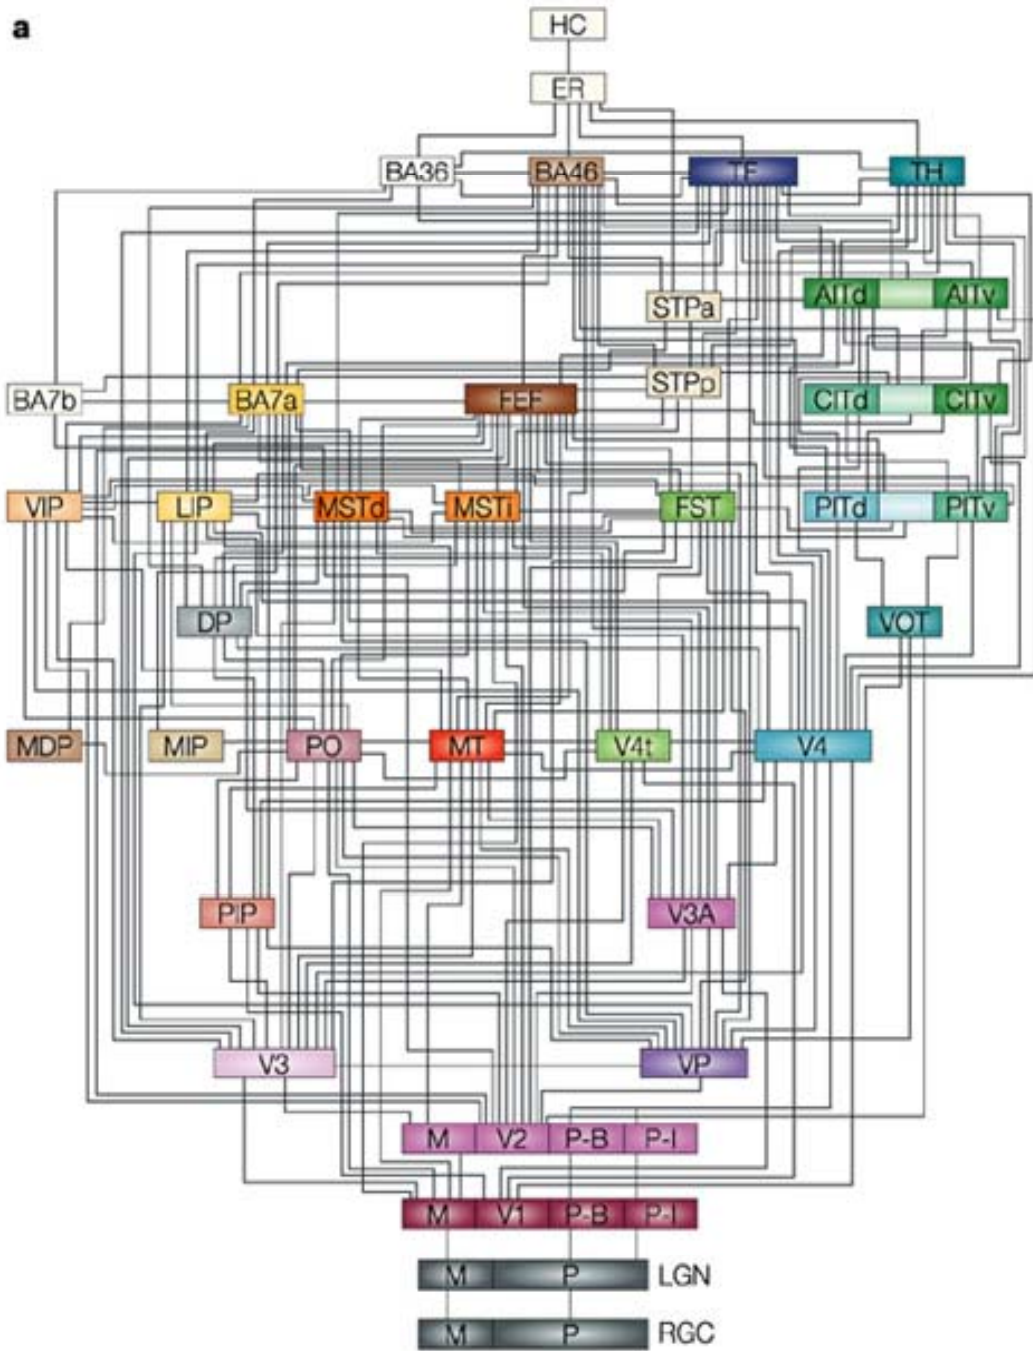 a
HC
ER
BA36 BA46 TF TH
AITd AITv
STPa
STPp
BA7b BA7a FEF CITd CITv
VIP LIP MSTd MSTi FST PITd PITv
DP VOT
MDP MIP PO MT V4t V4
PIP V3A
V3 VP
M V2 P-B P-I
M V1 P-B P-I
M P LGN
M P RGC